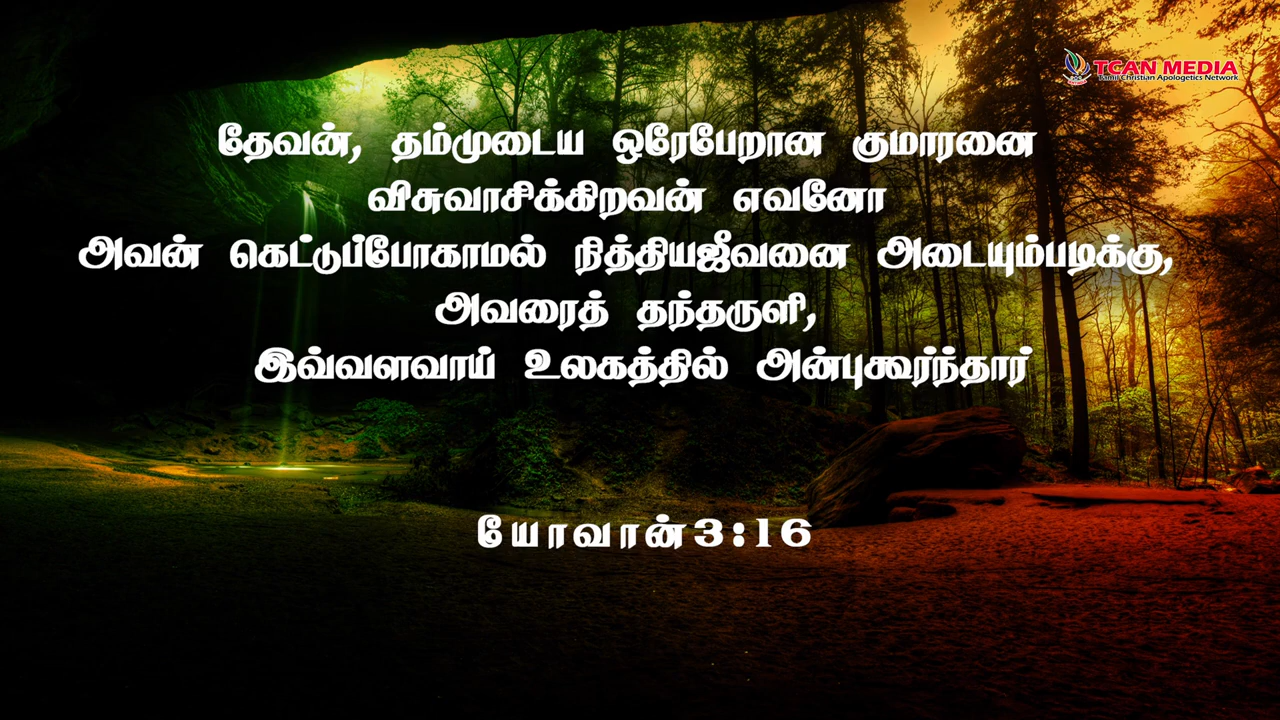 TCAN MEDIA
Tamil Christian Apologetics Network
தேவன், தம்முடைய ஒரேபேறான குமாரனை
விசுவாசிக்கிறவன் எவனோ
அவன் கெட்டுப்போகாமல் நித்தியஜீவனை அடையும்படிக்கு,
அவரைத் தந்தருளி,
இவ்வளவாய் உலகத்தில் அன்புகூர்ந்தார்
யோவான்3:16